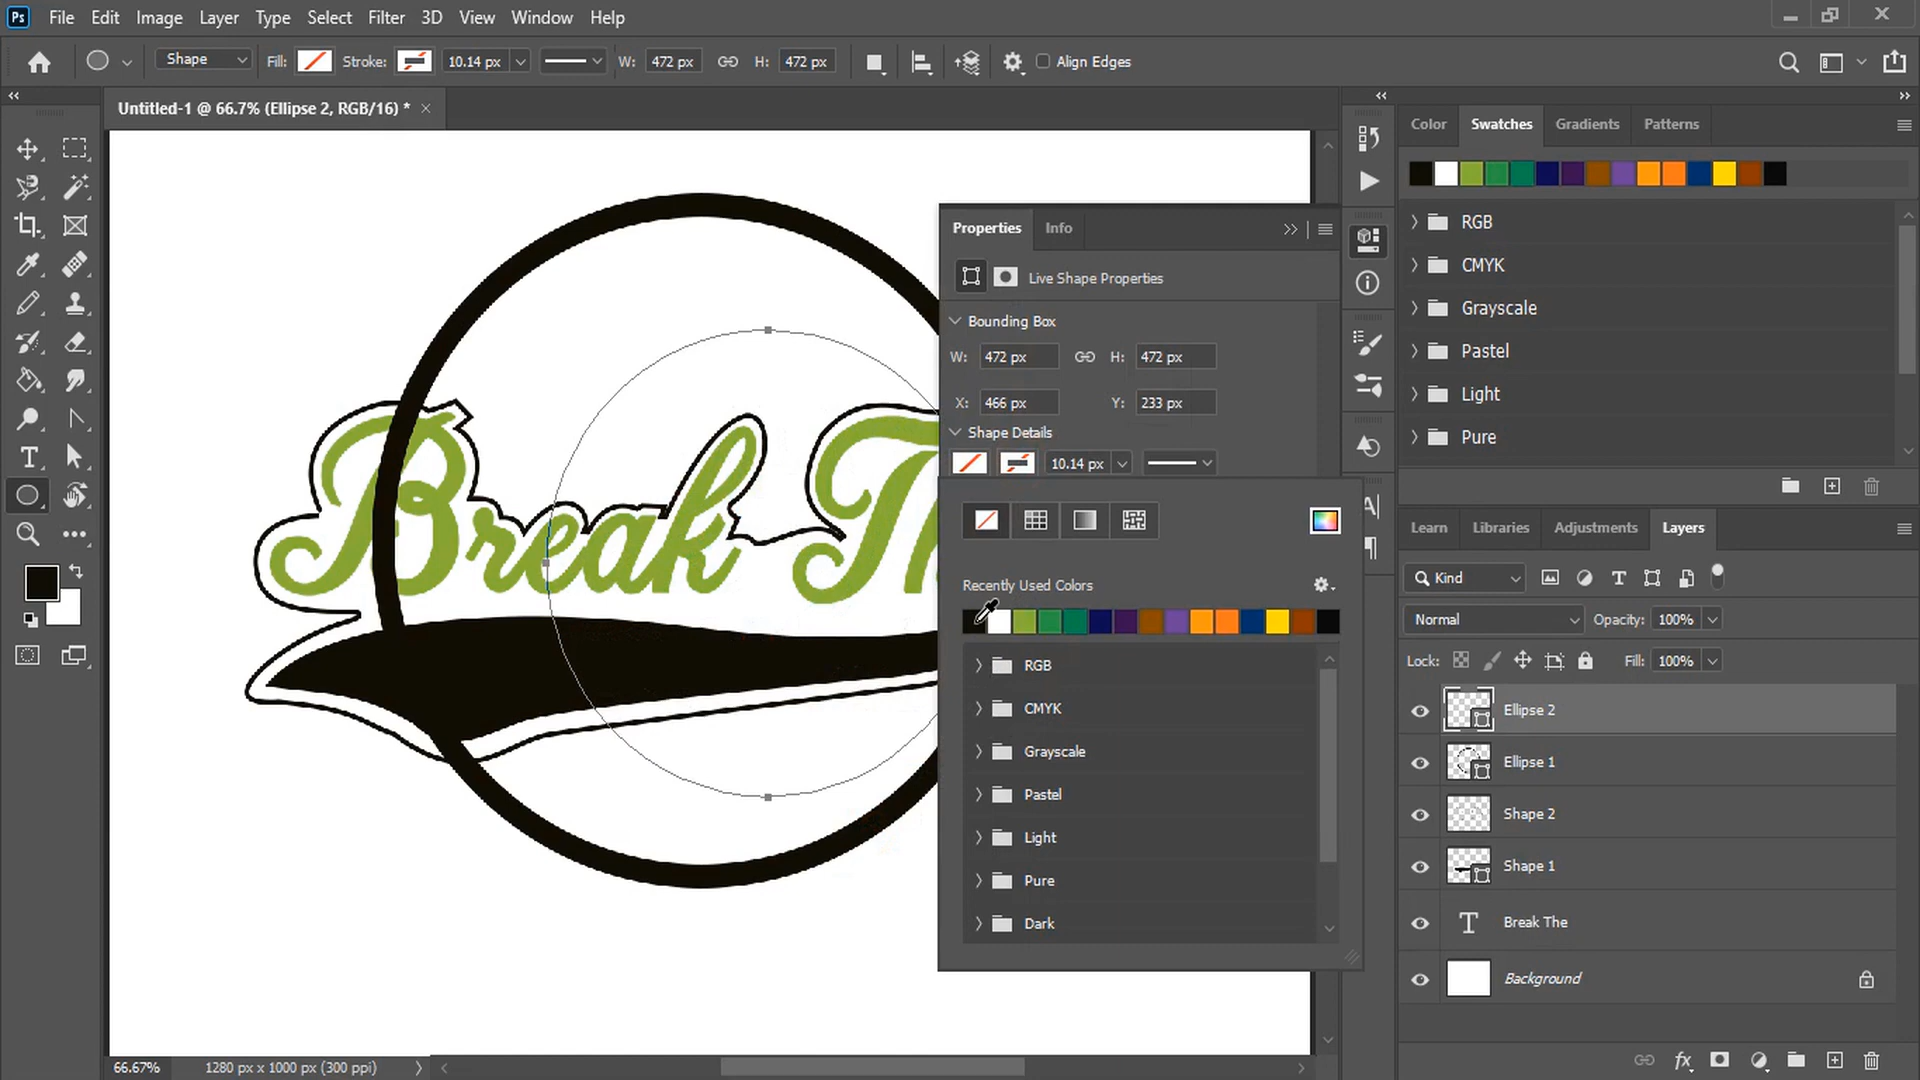 Ps File Edit Image Layer Type Select Filter 3D View Window Help
Shape Fill: Stroke: 10.14 px W: 472 px H: 472 px Align Edges
Untitled-1 @ 66.7% (Ellipse 2, RGB/16) *
Color Swatches Gradients Patterns
RGB
CMYK
Grayscale
Pastel
Light
Pure
Properties Info
Live Shape Properties
Bounding Box
W: 472 px H: 472 px
X: 466 px Y: 233 px
Shape Details
10.14 px
Recently Used Colors
RGB
CMYK
Grayscale
Pastel
Light
Pure
Dark
Break T
Learn Libraries Adjustments Layers
Kind
Normal Opacity: 100%
Lock: Fill: 100%
Ellipse 2
Ellipse 1
Shape 2
Shape 1
Break The
Background
66.67% 1280 px x 1000 px (300 ppi)